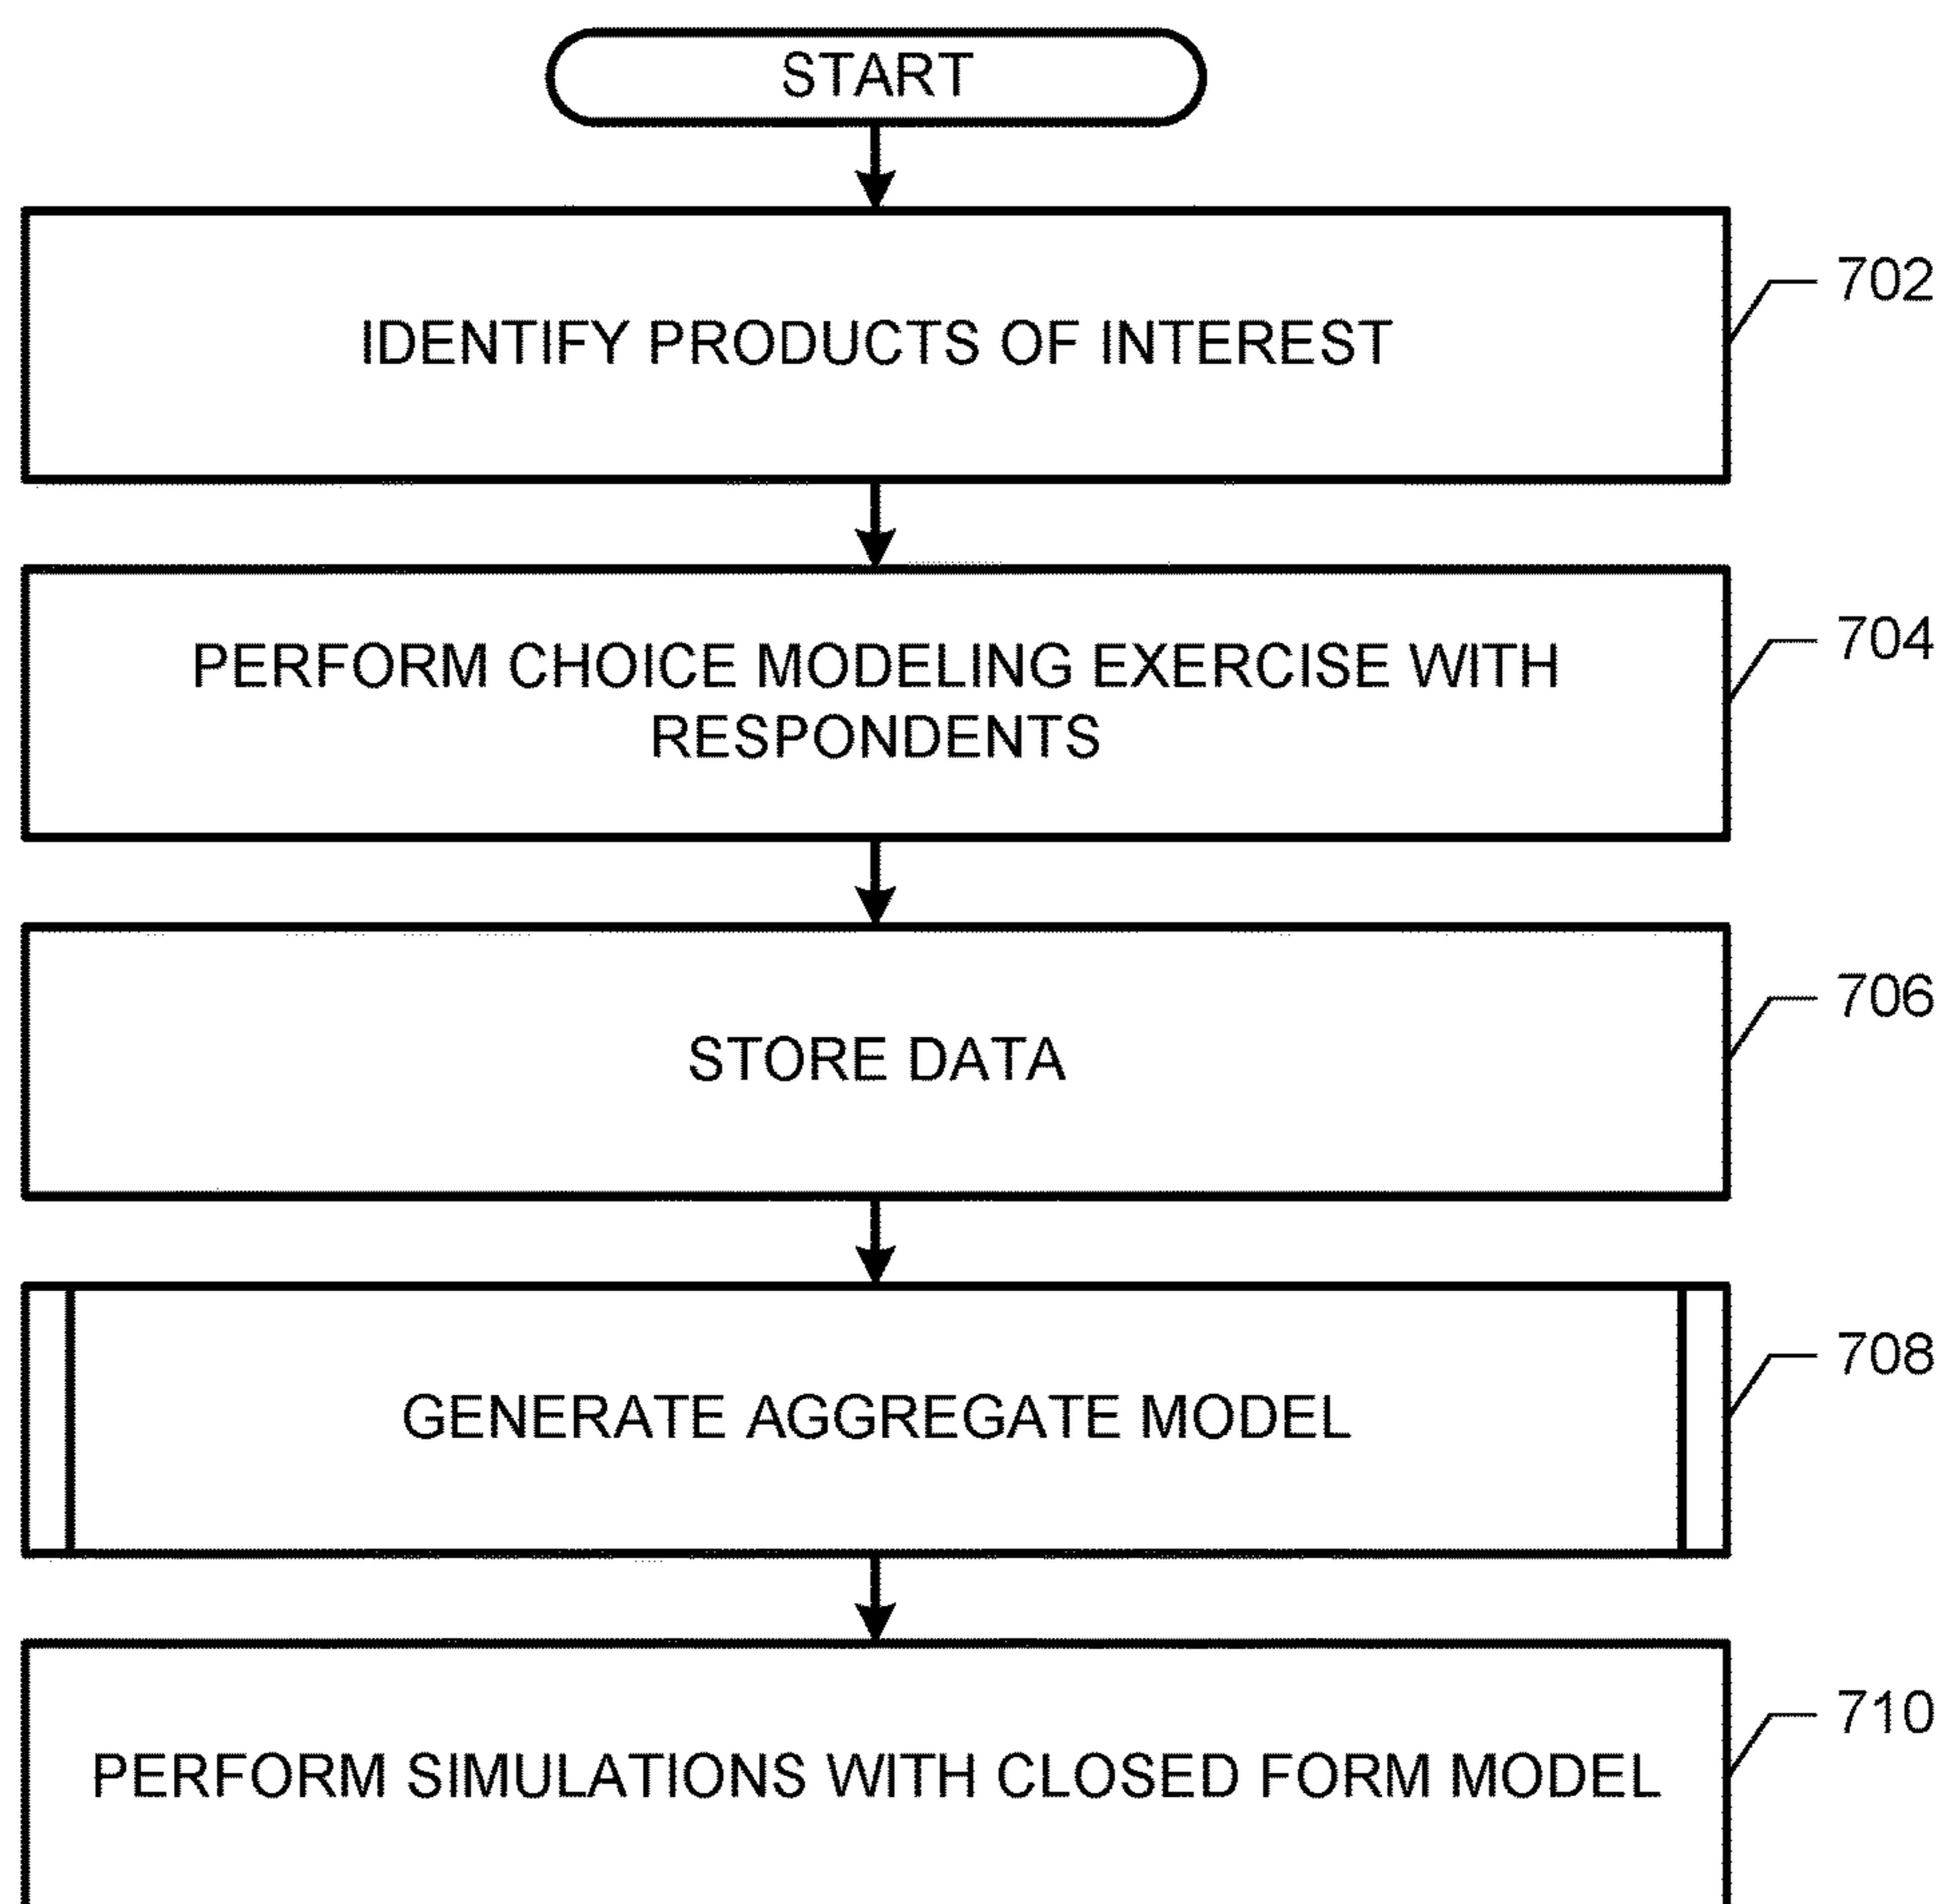 START
IDENTIFY PRODUCTS OF INTEREST
702
PERFORM CHOICE MODELING EXERCISE WITH
RESPONDENTS
704
STORE DATA
706
GENERATE AGGREGATE MODEL
708
PERFORM SIMULATIONS WITH CLOSED FORM MODEL
710